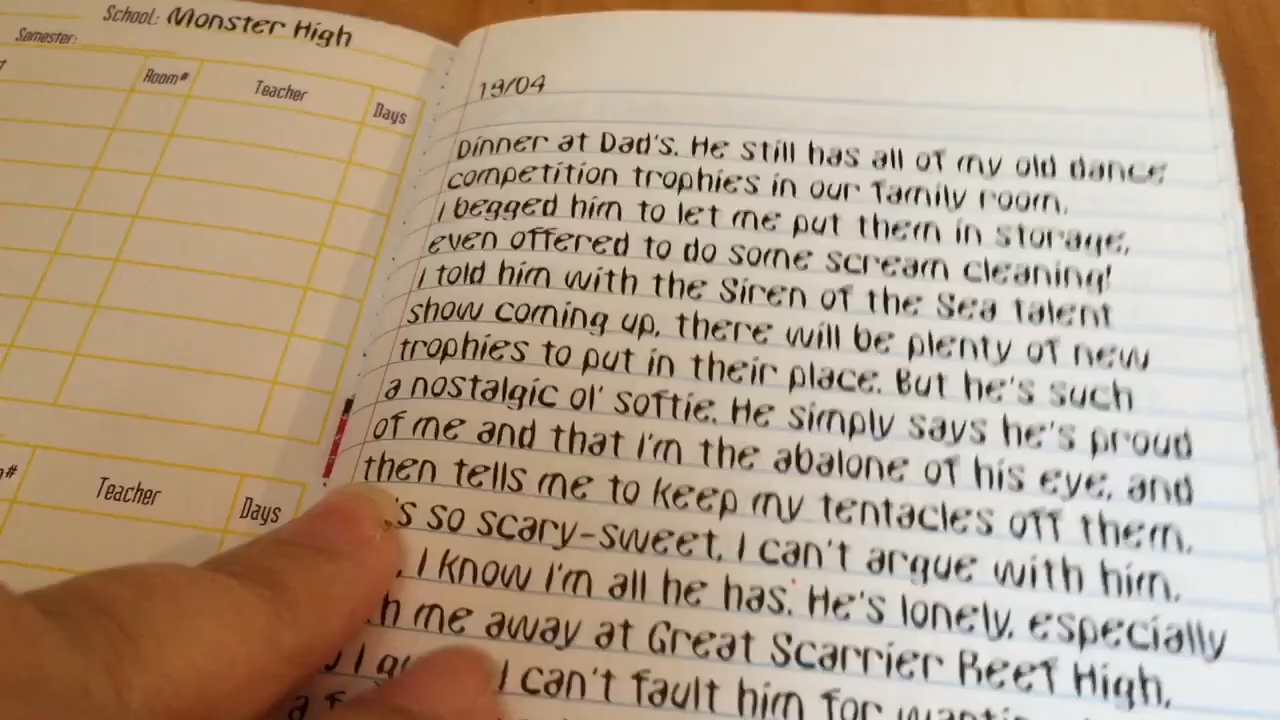 School: Monster High
Semester:
Room# Teacher Days
Teacher Days
19/04
Dinner at Dad's. He still has all of my old dance
competition trophies in our family room.
I begged him to let me put them in storage,
even offered to do some scream cleaning!
I told him with the Siren of the Sea talent
show coming up, there will be plenty of new
trophies to put in their place. But he's such
a nostalgic ol' softie. He simply says he's proud
of me and that I'm the abalone of his eye, and
then tells me to keep my tentacles off them.
's so scary-sweet, I can't argue with him.
I know I'm all he has. He's lonely, especially
me away at Great Scarrier Reef High,
I I can't fault him for
a